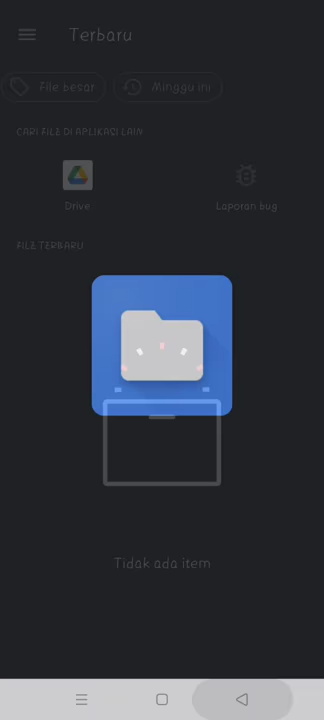 Terbaru
File besar
Minggu ini
CARI FILE DI APLIKASI LAIN
Drive
Laporan bug
FILE TERBARU
Tidak ada item